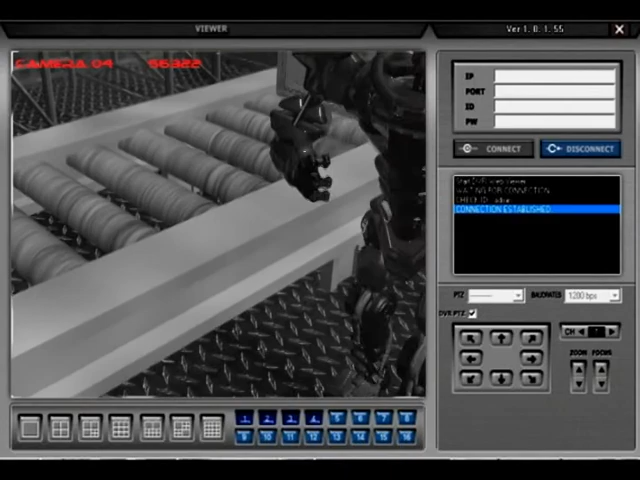 VIEWER
Ver 1. 0. 1. 55
X
CAMERA 04 56322
IP
PORT
ID
PW
CONNECT
DISCONNECT
WAITING FOR CONNECTION
CONNECTION ESTABLISHED
PTZ
BAUDRATES
1200 bps
DVR PTZ
CH
ZOOM FOCUS
1 2 3 4 5 6 7 8
9 10 11 12 13 14 15 16